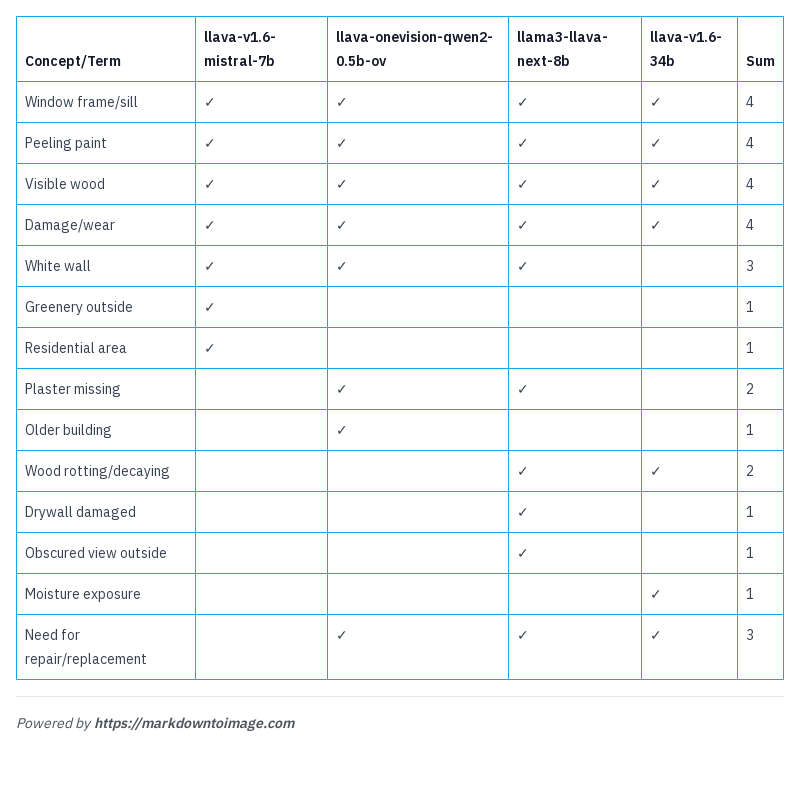 Concept/Term llava-v1.6-mistral-7b llava-onevision-qwen2-0.5b-ov llama3-llava-next-8b llava-v1.6-34b Sum
Window frame/sill ✓ ✓ ✓ ✓ 4
Peeling paint ✓ ✓ ✓ ✓ 4
Visible wood ✓ ✓ ✓ ✓ 4
Damage/wear ✓ ✓ ✓ ✓ 4
White wall ✓ ✓ ✓ 3
Greenery outside ✓ 1
Residential area ✓ 1
Plaster missing ✓ ✓ 2
Older building ✓ 1
Wood rotting/decaying ✓ ✓ 2
Drywall damaged ✓ 1
Obscured view outside ✓ 1
Moisture exposure ✓ 1
Need for repair/replacement ✓ ✓ ✓ 3
Powered by https://markdowntoimage.com